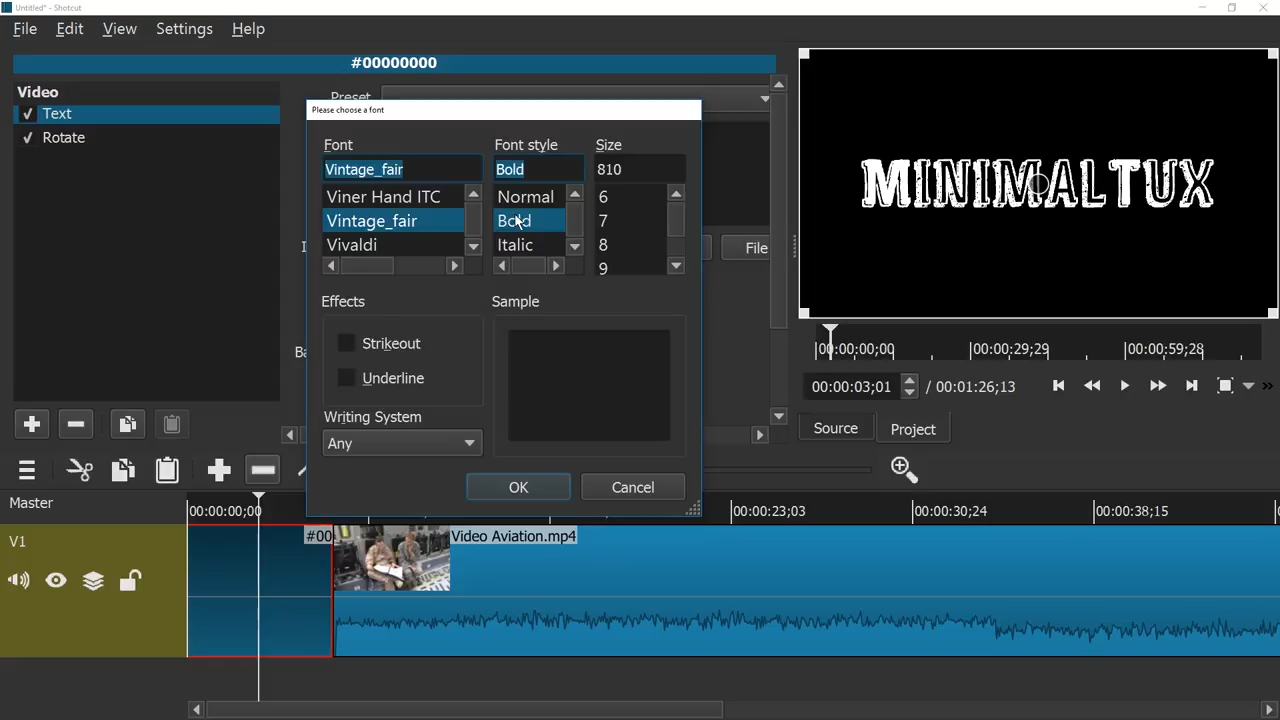 Untitled* - Shotcut
File Edit View Settings Help
#00000000
Video
Text
Rotate
Preset
Please choose a font
Font
Font style
Size
Vintage_fair
Bold
810
Viner Hand ITC
Vintage_fair
Vivaldi
Normal
Bold
Italic
6
7
8
9
File
Effects
Strikeout
Underline
Sample
Writing System
Any
OK
Cancel
MINIMALTUX
00:00:00;00
00:00:29;29
00:00:59;28
00:00:03;01 / 00:01:26;13
Source
Project
Master
00:00:00;00
00:00:23;03
00:00:30;24
00:00:38;15
V1
#00
Video Aviation.mp4